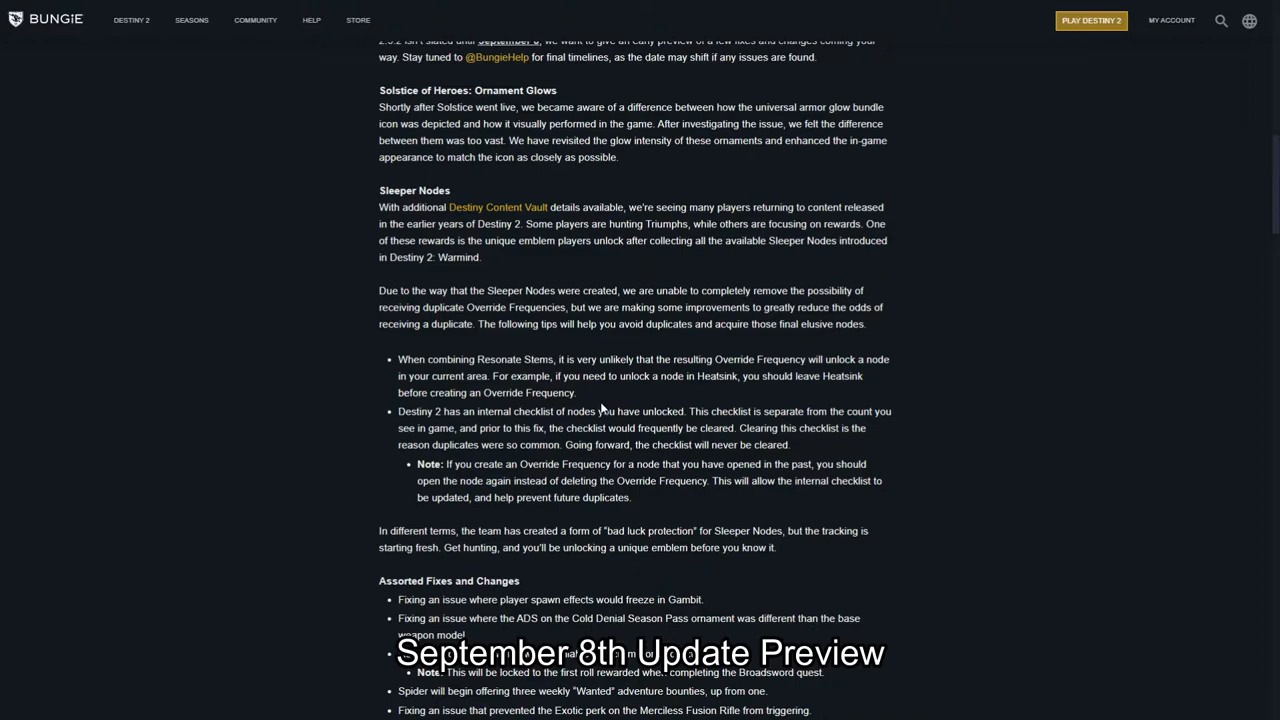 BUNGiE
DESTINY 2
SEASONS
COMMUNITY
HELP
STORE
PLAY DESTINY 2
MY ACCOUNT
2.9.2 isn't slated until September 8, we want to give an early preview of a few fixes and changes coming your
way. Stay tuned to @BungieHelp for final timelines, as the date may shift if any issues are found.
Solstice of Heroes: Ornament Glows
Shortly after Solstice went live, we became aware of a difference between how the universal armor glow bundle
icon was depicted and how it visually performed in the game. After investigating the issue, we felt the difference
between them was too vast. We have revisited the glow intensity of these ornaments and enhanced the in-game
appearance to match the icon as closely as possible.
Sleeper Nodes
With additional Destiny Content Vault details available, we're seeing many players returning to content released
in the earlier years of Destiny 2. Some players are hunting Triumphs, while others are focusing on rewards. One
of these rewards is the unique emblem players unlock after collecting all the available Sleeper Nodes introduced
in Destiny 2: Warmind.
Due to the way that the Sleeper Nodes were created, we are unable to completely remove the possibility of
receiving duplicate Override Frequencies, but we are making some improvements to greatly reduce the odds of
receiving a duplicate. The following tips will help you avoid duplicates and acquire those final elusive nodes.
• When combining Resonate Stems, it is very unlikely that the resulting Override Frequency will unlock a node
in your current area. For example, if you need to unlock a node in Heatsink, you should leave Heatsink
before creating an Override Frequency.
• Destiny 2 has an internal checklist of nodes you have unlocked. This checklist is separate from the count you
see in game, and prior to this fix, the checklist would frequently be cleared. Clearing this checklist is the
reason duplicates were so common. Going forward, the checklist will never be cleared.
• Note: If you create an Override Frequency for a node that you have opened in the past, you should
open the node again instead of deleting the Override Frequency. This will allow the internal checklist to
be updated, and help prevent future duplicates.
In different terms, the team has created a form of "bad luck protection" for Sleeper Nodes, but the tracking is
starting fresh. Get hunting, and you'll be unlocking a unique emblem before you know it.
Assorted Fixes and Changes
• Fixing an issue where player spawn effects would freeze in Gambit.
• Fixing an issue where the ADS on the Cold Denial Season Pass ornament was different than the base
weapon model.
September 8th Update Preview
• Note: This will be locked to the first roll rewarded when completing the Broadsword quest.
• Spider will begin offering three weekly "Wanted" adventure bounties, up from one.
• Fixing an issue that prevented the Exotic perk on the Merciless Fusion Rifle from triggering.